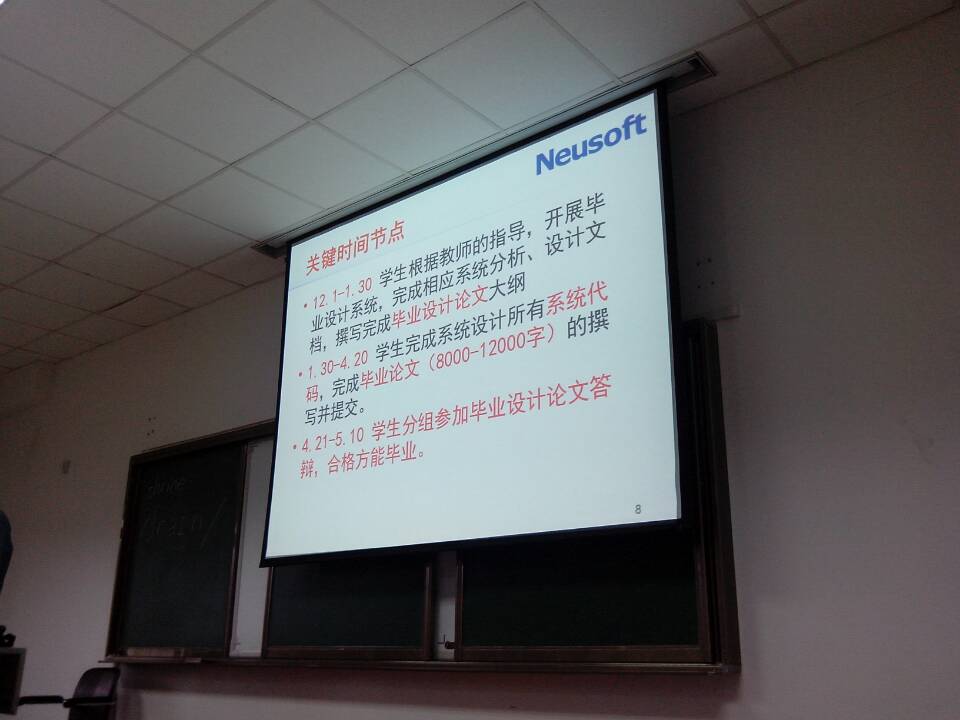 Neusoft
关键时间节点
• 12.1-1.30 学生根据教师的指导，开展毕
业设计系统，完成相应系统分析、设计文
档，撰写完成毕业设计论文大纲
• 1.30-4.20 学生完成系统设计所有系统代
码，完成毕业论文（8000-12000字）的撰
写并提交。
• 4.21-5.10 学生分组参加毕业设计论文答
辩，合格方能毕业。
8